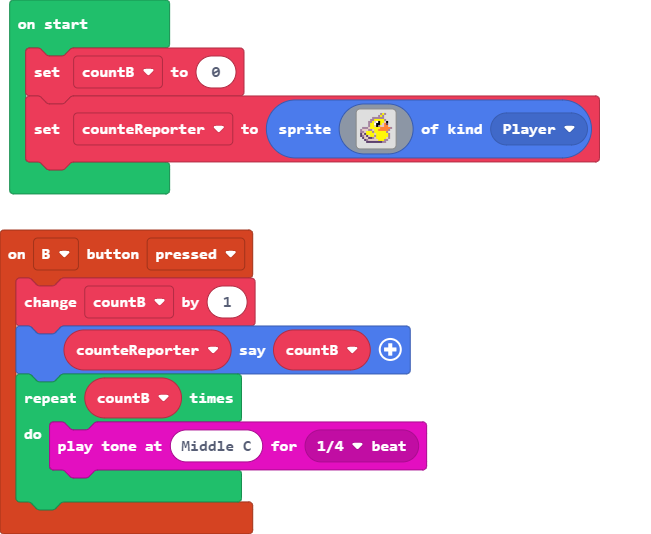 on start
set countB to 0
set counteReporter to sprite of kind Player
on B button pressed
change countB by 1
counteReporter say countB
repeat countB times
do
play tone at Middle C for 1/4 beat